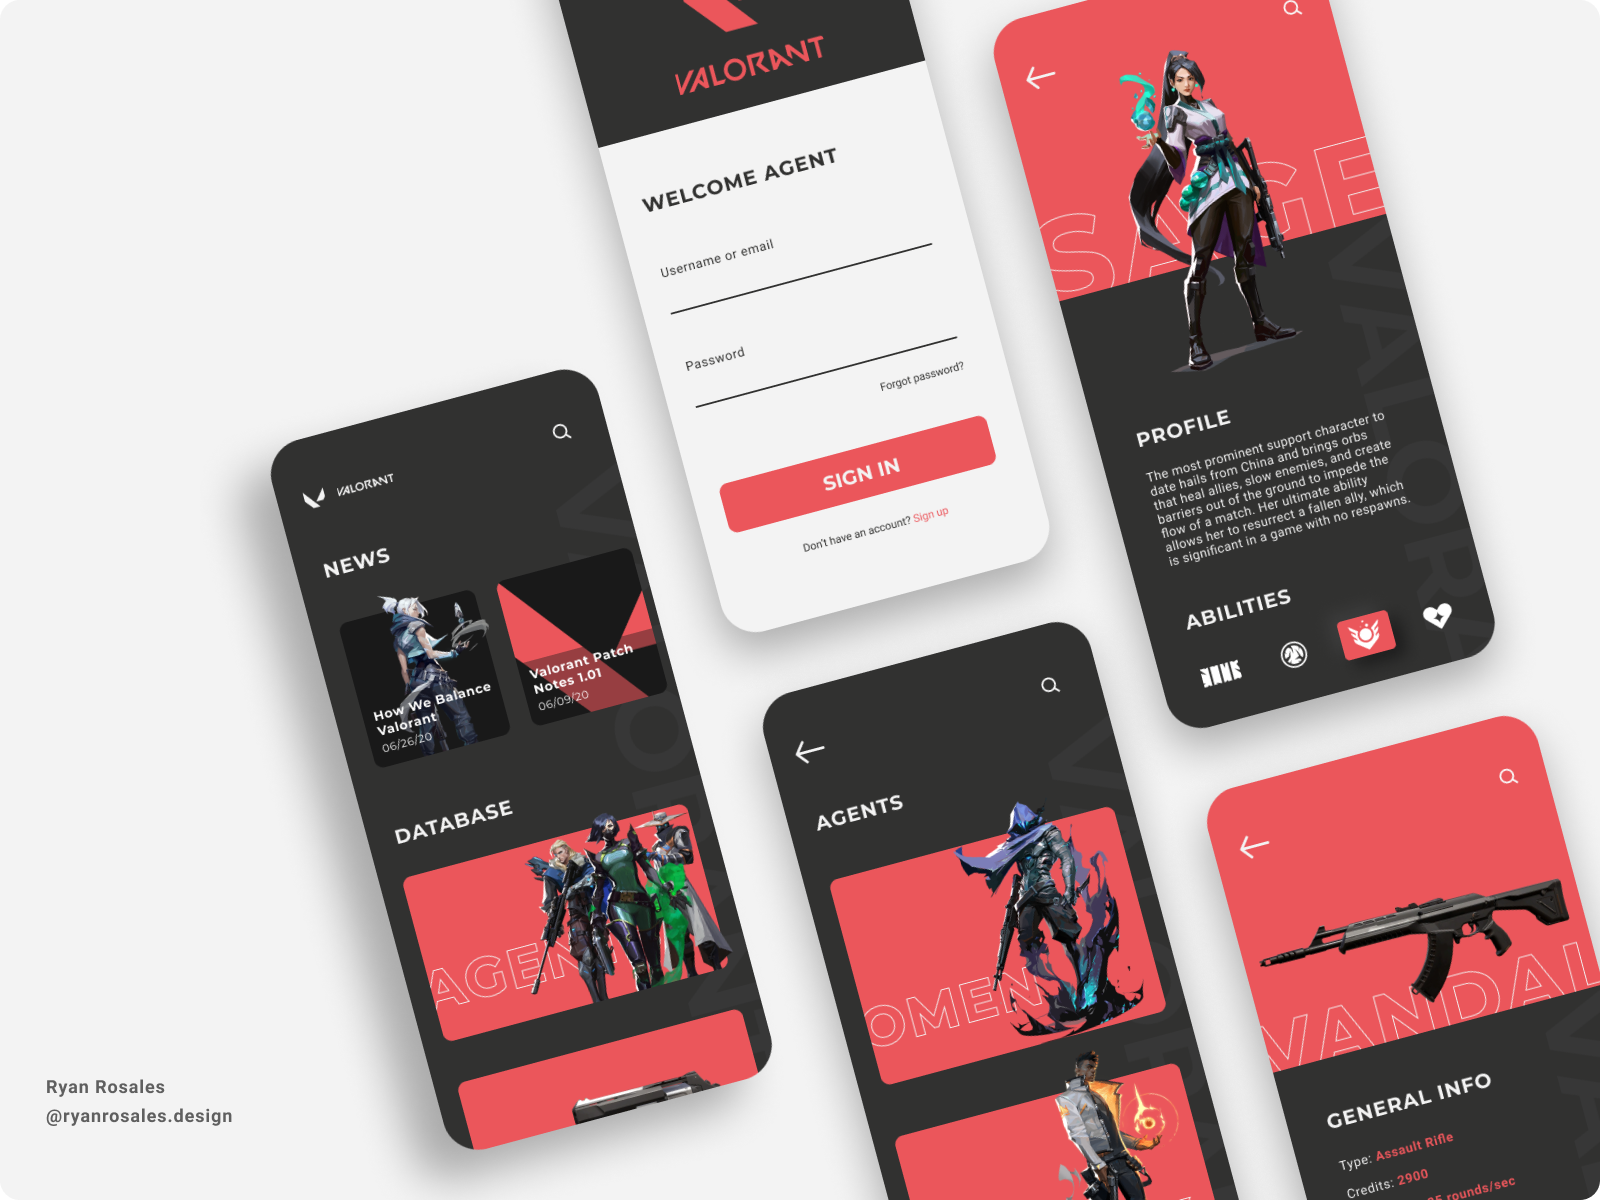 VALORANT
WELCOME AGENT
Username or email
Password
Forgot password?
SIGN IN
Don't have an account? Sign up
SAGE
VALORA
PROFILE
The most prominent support character to
date hails from China and brings orbs
that heal allies, slow enemies, and create
barriers out of the ground to impede the
flow of a match. Her ultimate ability
allows her to resurrect a fallen ally, which
is significant in a game with no respawns.
ABILITIES
VALORANT
NEWS
How We Balance
Valorant
06/26/20
Valorant Patch
Notes 1.01
06/09/20
DATABASE
AGEN
AGENTS
OMEN
VANDAL
GENERAL INFO
Type: Assault Rifle
Credits: 2900
rounds/sec
Ryan Rosales
@ryanrosales.design